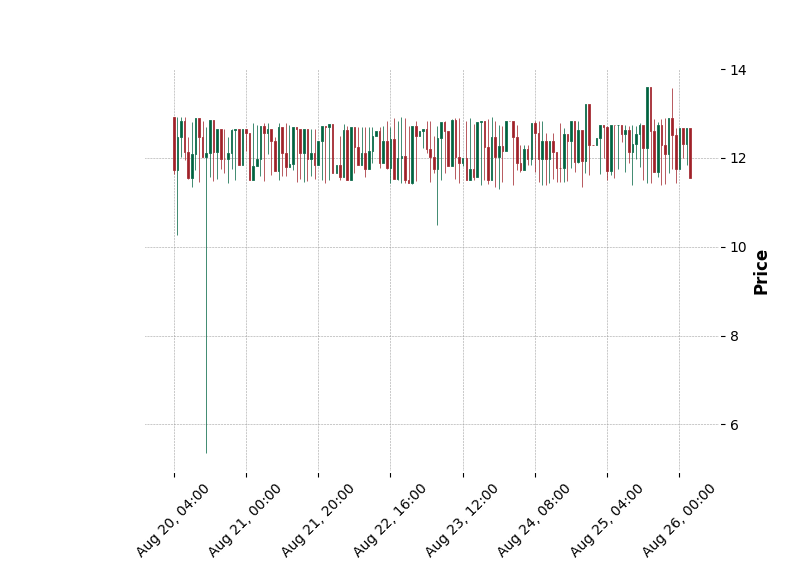 14
12
10
8
6
Price
Aug 20, 04:00
Aug 21, 00:00
Aug 21, 20:00
Aug 22, 16:00
Aug 23, 12:00
Aug 24, 08:00
Aug 25, 04:00
Aug 26, 00:00